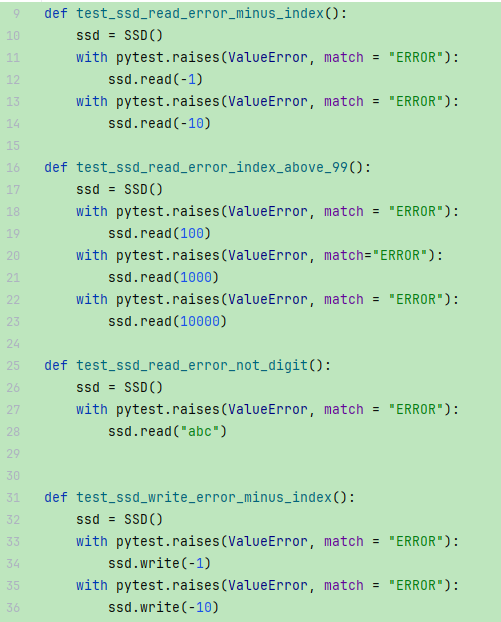 9 def test_ssd_read_error_minus_index():
10     ssd = SSD()
11     with pytest.raises(ValueError, match = "ERROR"):
12         ssd.read(-1)
13     with pytest.raises(ValueError, match = "ERROR"):
14         ssd.read(-10)
15
16 def test_ssd_read_error_index_above_99():
17     ssd = SSD()
18     with pytest.raises(ValueError, match = "ERROR"):
19         ssd.read(100)
20     with pytest.raises(ValueError, match="ERROR"):
21         ssd.read(1000)
22     with pytest.raises(ValueError, match = "ERROR"):
23         ssd.read(10000)
24
25 def test_ssd_read_error_not_digit():
26     ssd = SSD()
27     with pytest.raises(ValueError, match = "ERROR"):
28         ssd.read("abc")
29
30
31 def test_ssd_write_error_minus_index():
32     ssd = SSD()
33     with pytest.raises(ValueError, match = "ERROR"):
34         ssd.write(-1)
35     with pytest.raises(ValueError, match = "ERROR"):
36         ssd.write(-10)